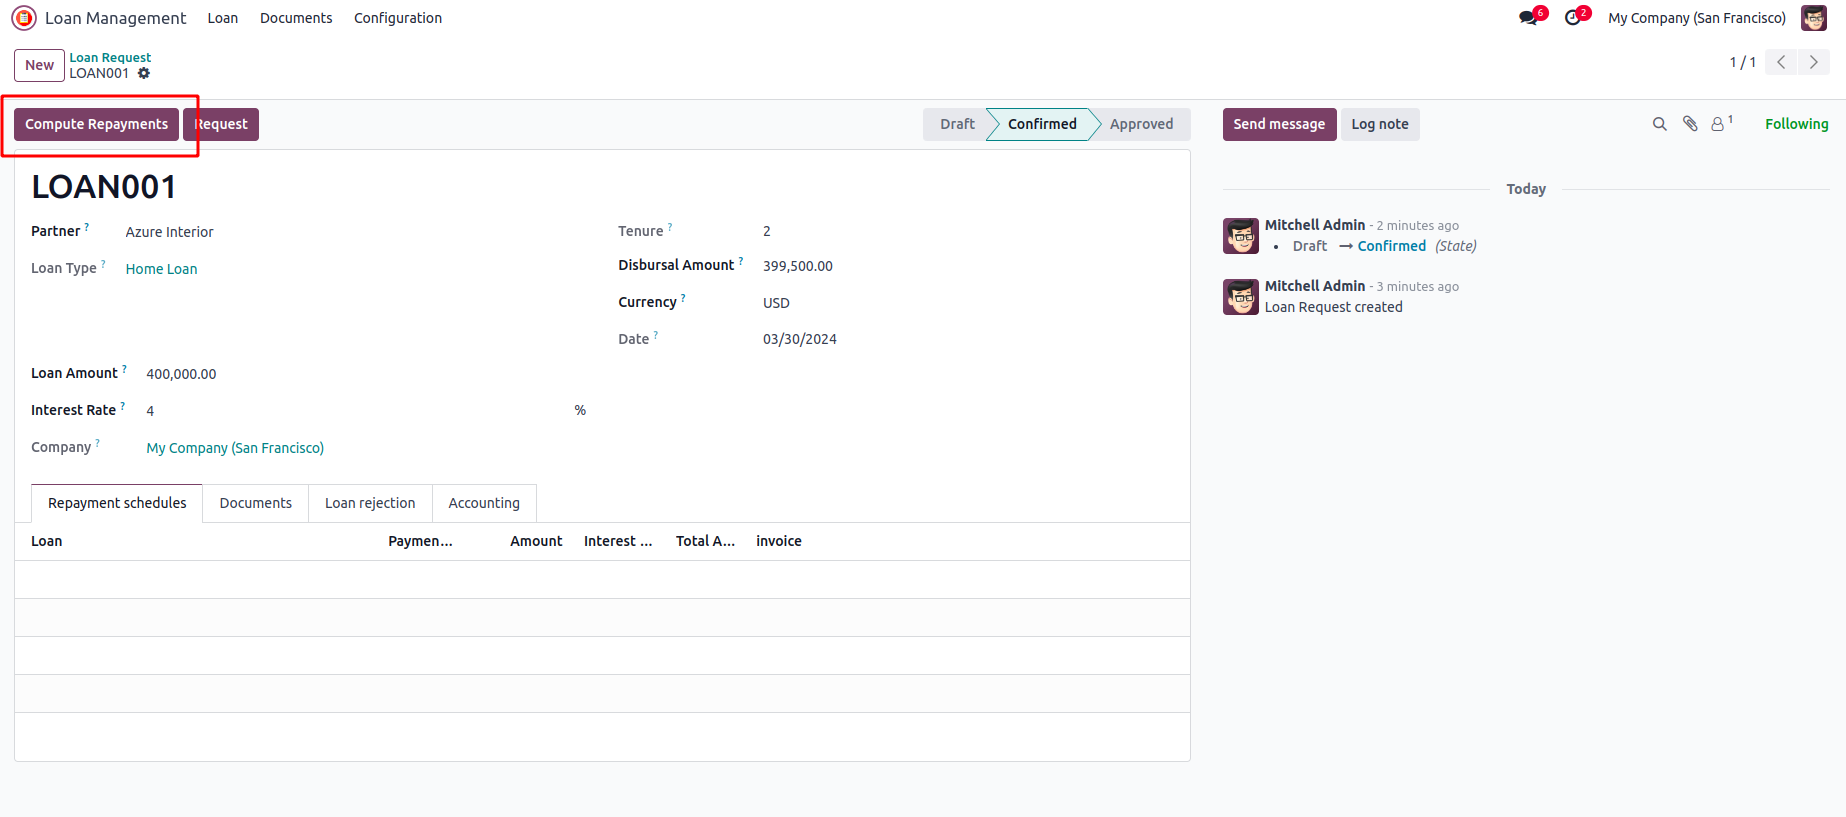 Loan Management Loan Documents Configuration 6 2 My Company (San Francisco)
New Loan Request
LOAN001 1 / 1
Compute Repayments Request Draft Confirmed Approved Send message Log note 1 Following
LOAN001
Partner ? Azure Interior
Loan Type ? Home Loan
Tenure ? 2
Disbursal Amount ? 399,500.00
Currency ? USD
Date ? 03/30/2024
Loan Amount ? 400,000.00
Interest Rate ? 4 %
Company ? My Company (San Francisco)
Repayment schedules Documents Loan rejection Accounting
Loan Paymen... Amount Interest ... Total A... invoice
Today
Mitchell Admin - 2 minutes ago
• Draft → Confirmed (State)
Mitchell Admin - 3 minutes ago
Loan Request created